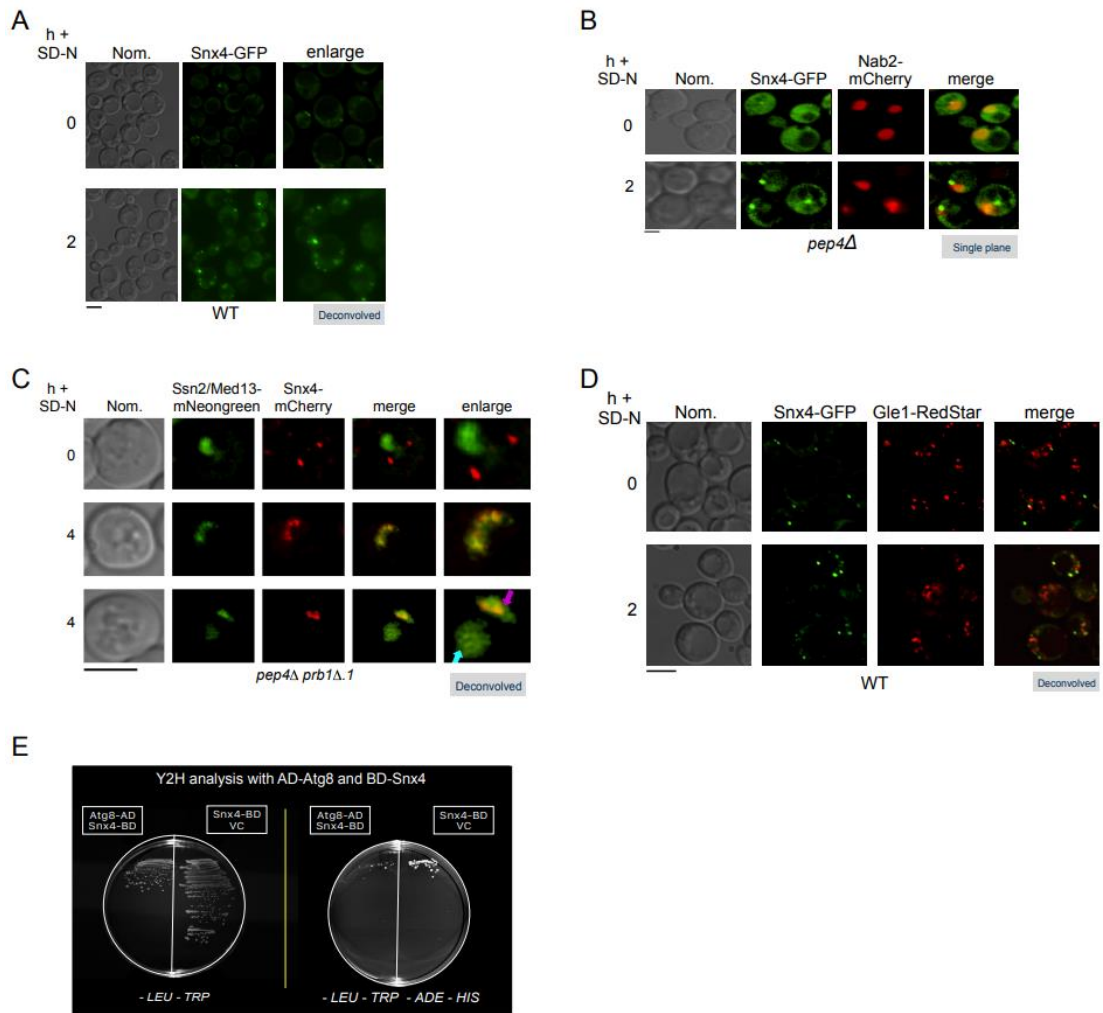 A
h +
SD-N
Nom.
Snx4-GFP
enlarge
0
2
WT
Deconvolved
B
h +
SD-N
Nom.
Snx4-GFP
Nab2-
mCherry
merge
0
2
pep4Δ
Single plane
C
h +
SD-N
Nom.
Ssn2/Med13-
mNeongreen
Snx4-
mCherry
merge
enlarge
0
4
4
pep4Δ prb1Δ.1
Deconvolved
D
h +
SD-N
Nom.
Snx4-GFP
Gle1-RedStar
merge
0
2
WT
Deconvolved
E
Y2H analysis with AD-Atg8 and BD-Snx4
Atg8-AD
Snx4-BD
Snx4-BD
VC
Atg8-AD
Snx4-BD
Snx4-BD
VC
- LEU - TRP
- LEU - TRP - ADE - HIS